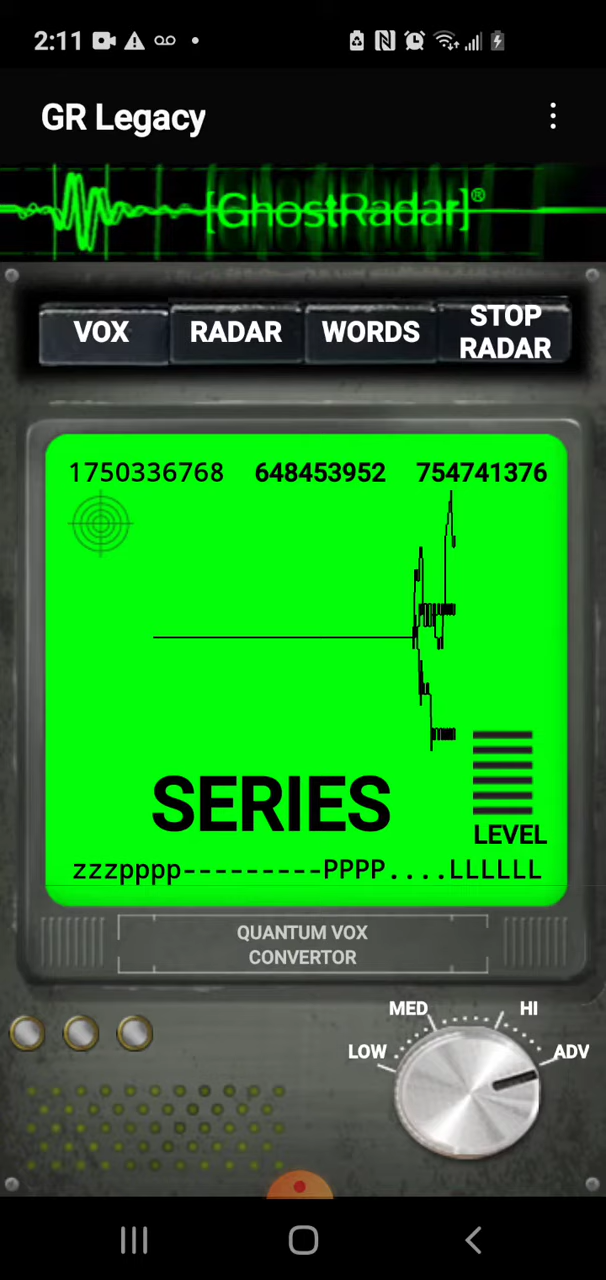 2:11
GR Legacy
[GhostRadar]®
VOX RADAR WORDS STOP RADAR
1750336768 648453952 754741376
SERIES
LEVEL
zzzpppp---------PPPP....LLLLLL
QUANTUM VOX
CONVERTOR
MED HI
LOW ADV